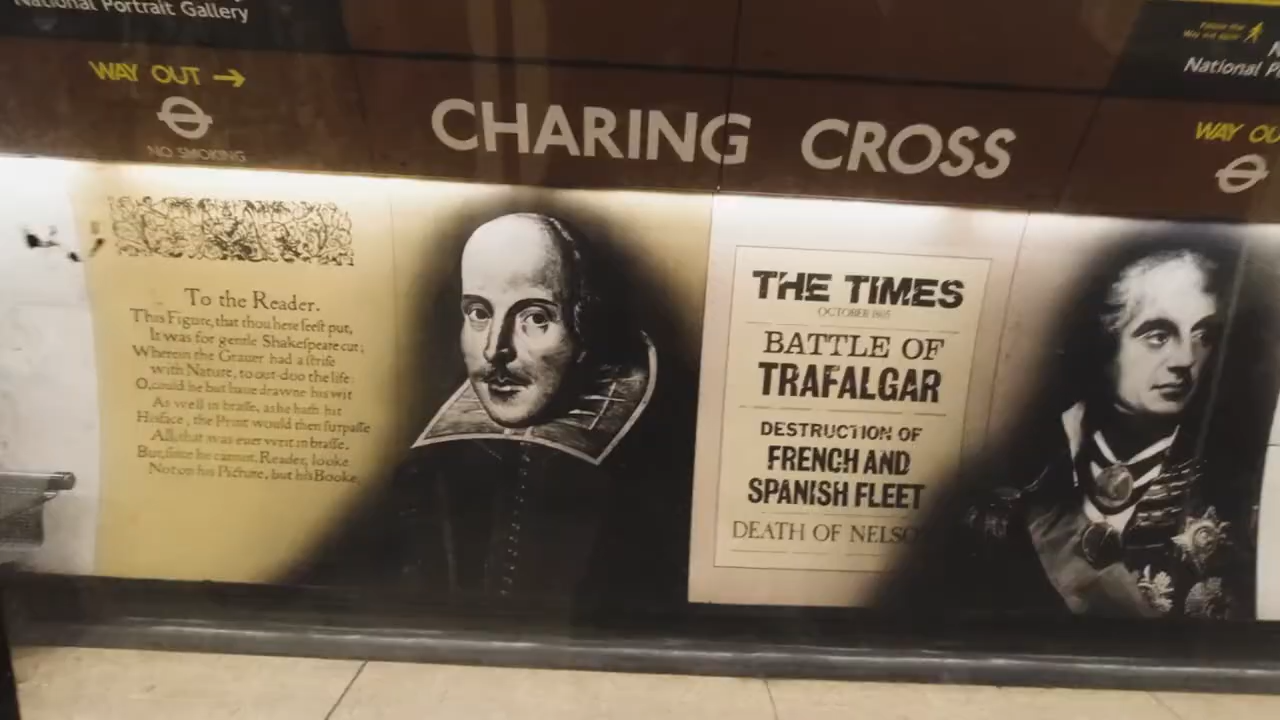 National Portrait Gallery
WAY OUT →
NO SMOKING
CHARING CROSS
To the Reader.
This Figure, that thou here ſeeſt put,
It was for gentle Shakeſpeare cut;
Wherein the Grauer had a ſtrife
with Nature, to out-doo the life:
O, could he but haue drawne his wit
As well in braſſe, as he hath hit
His face, the Print would then ſurpaſſe
All, that was euer writ in braſſe.
But, ſince he cannot, Reader, looke
Not on his Picture, but his Booke.
THE TIMES
OCTOBER 1805
BATTLE OF
TRAFALGAR
DESTRUCTION OF
FRENCH AND
SPANISH FLEET
DEATH OF NELSO
Way out
National P
WAY OU